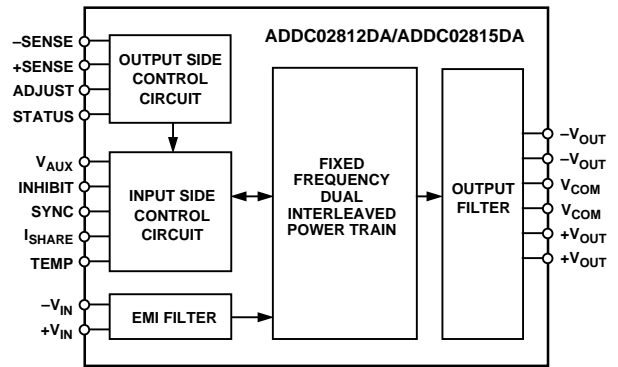 ADDC02812DA/ADDC02815DA
–SENSE
+SENSE
ADJUST
STATUS
OUTPUT SIDE
CONTROL
CIRCUIT
VAUX
INHIBIT
SYNC
ISHARE
TEMP
INPUT SIDE
CONTROL
CIRCUIT
–VIN
+VIN
EMI FILTER
FIXED
FREQUENCY
DUAL
INTERLEAVED
POWER TRAIN
OUTPUT
FILTER
–VOUT
–VOUT
VCOM
VCOM
+VOUT
+VOUT